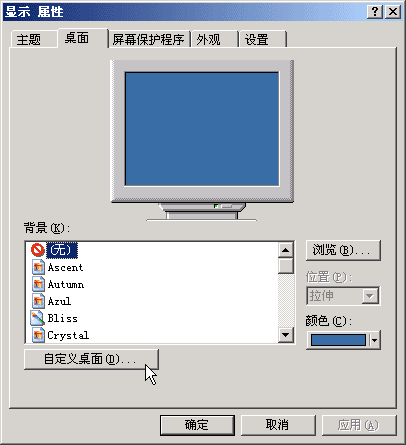 显示 属性
主题 桌面 屏幕保护程序 外观 设置
背景(K):
(无)
Ascent
Autumn
Azul
Bliss
Crystal
浏览(B)...
位置(P):
拉伸
颜色(C):
自定义桌面(D)...
确定 取消 应用(A)